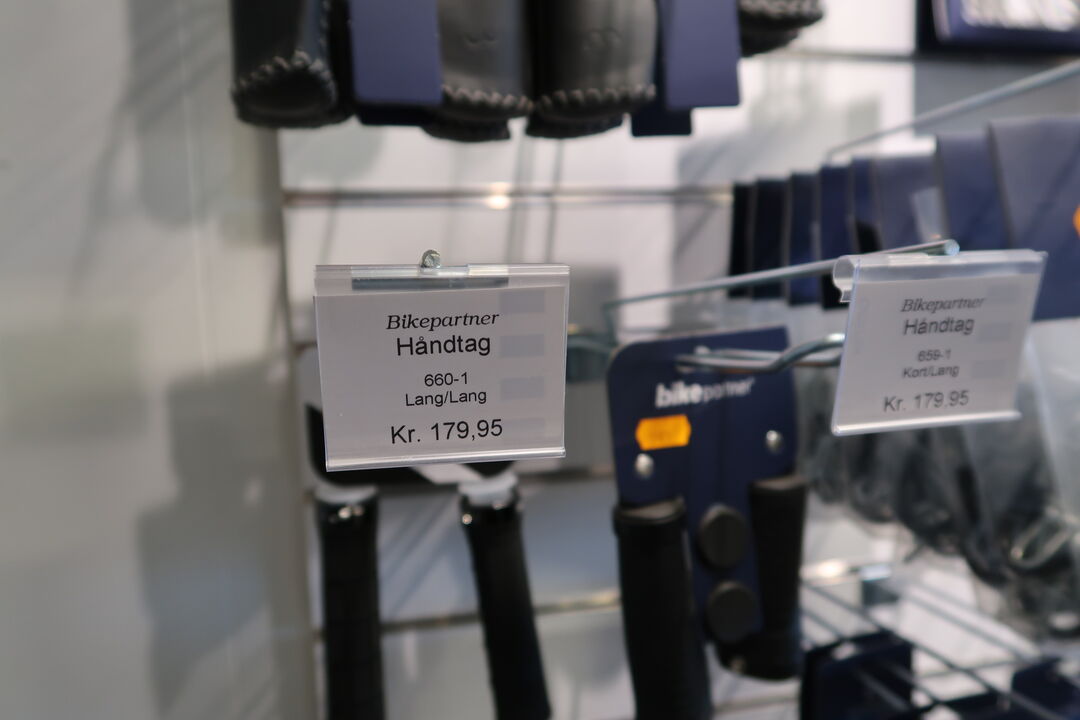 Bikepartner
Håndtag
660-1
Lang/Lang
Kr. 179,95
Bikepartner
Håndtag
659-1
Kort/Lang
Kr. 179,95
bikepartner